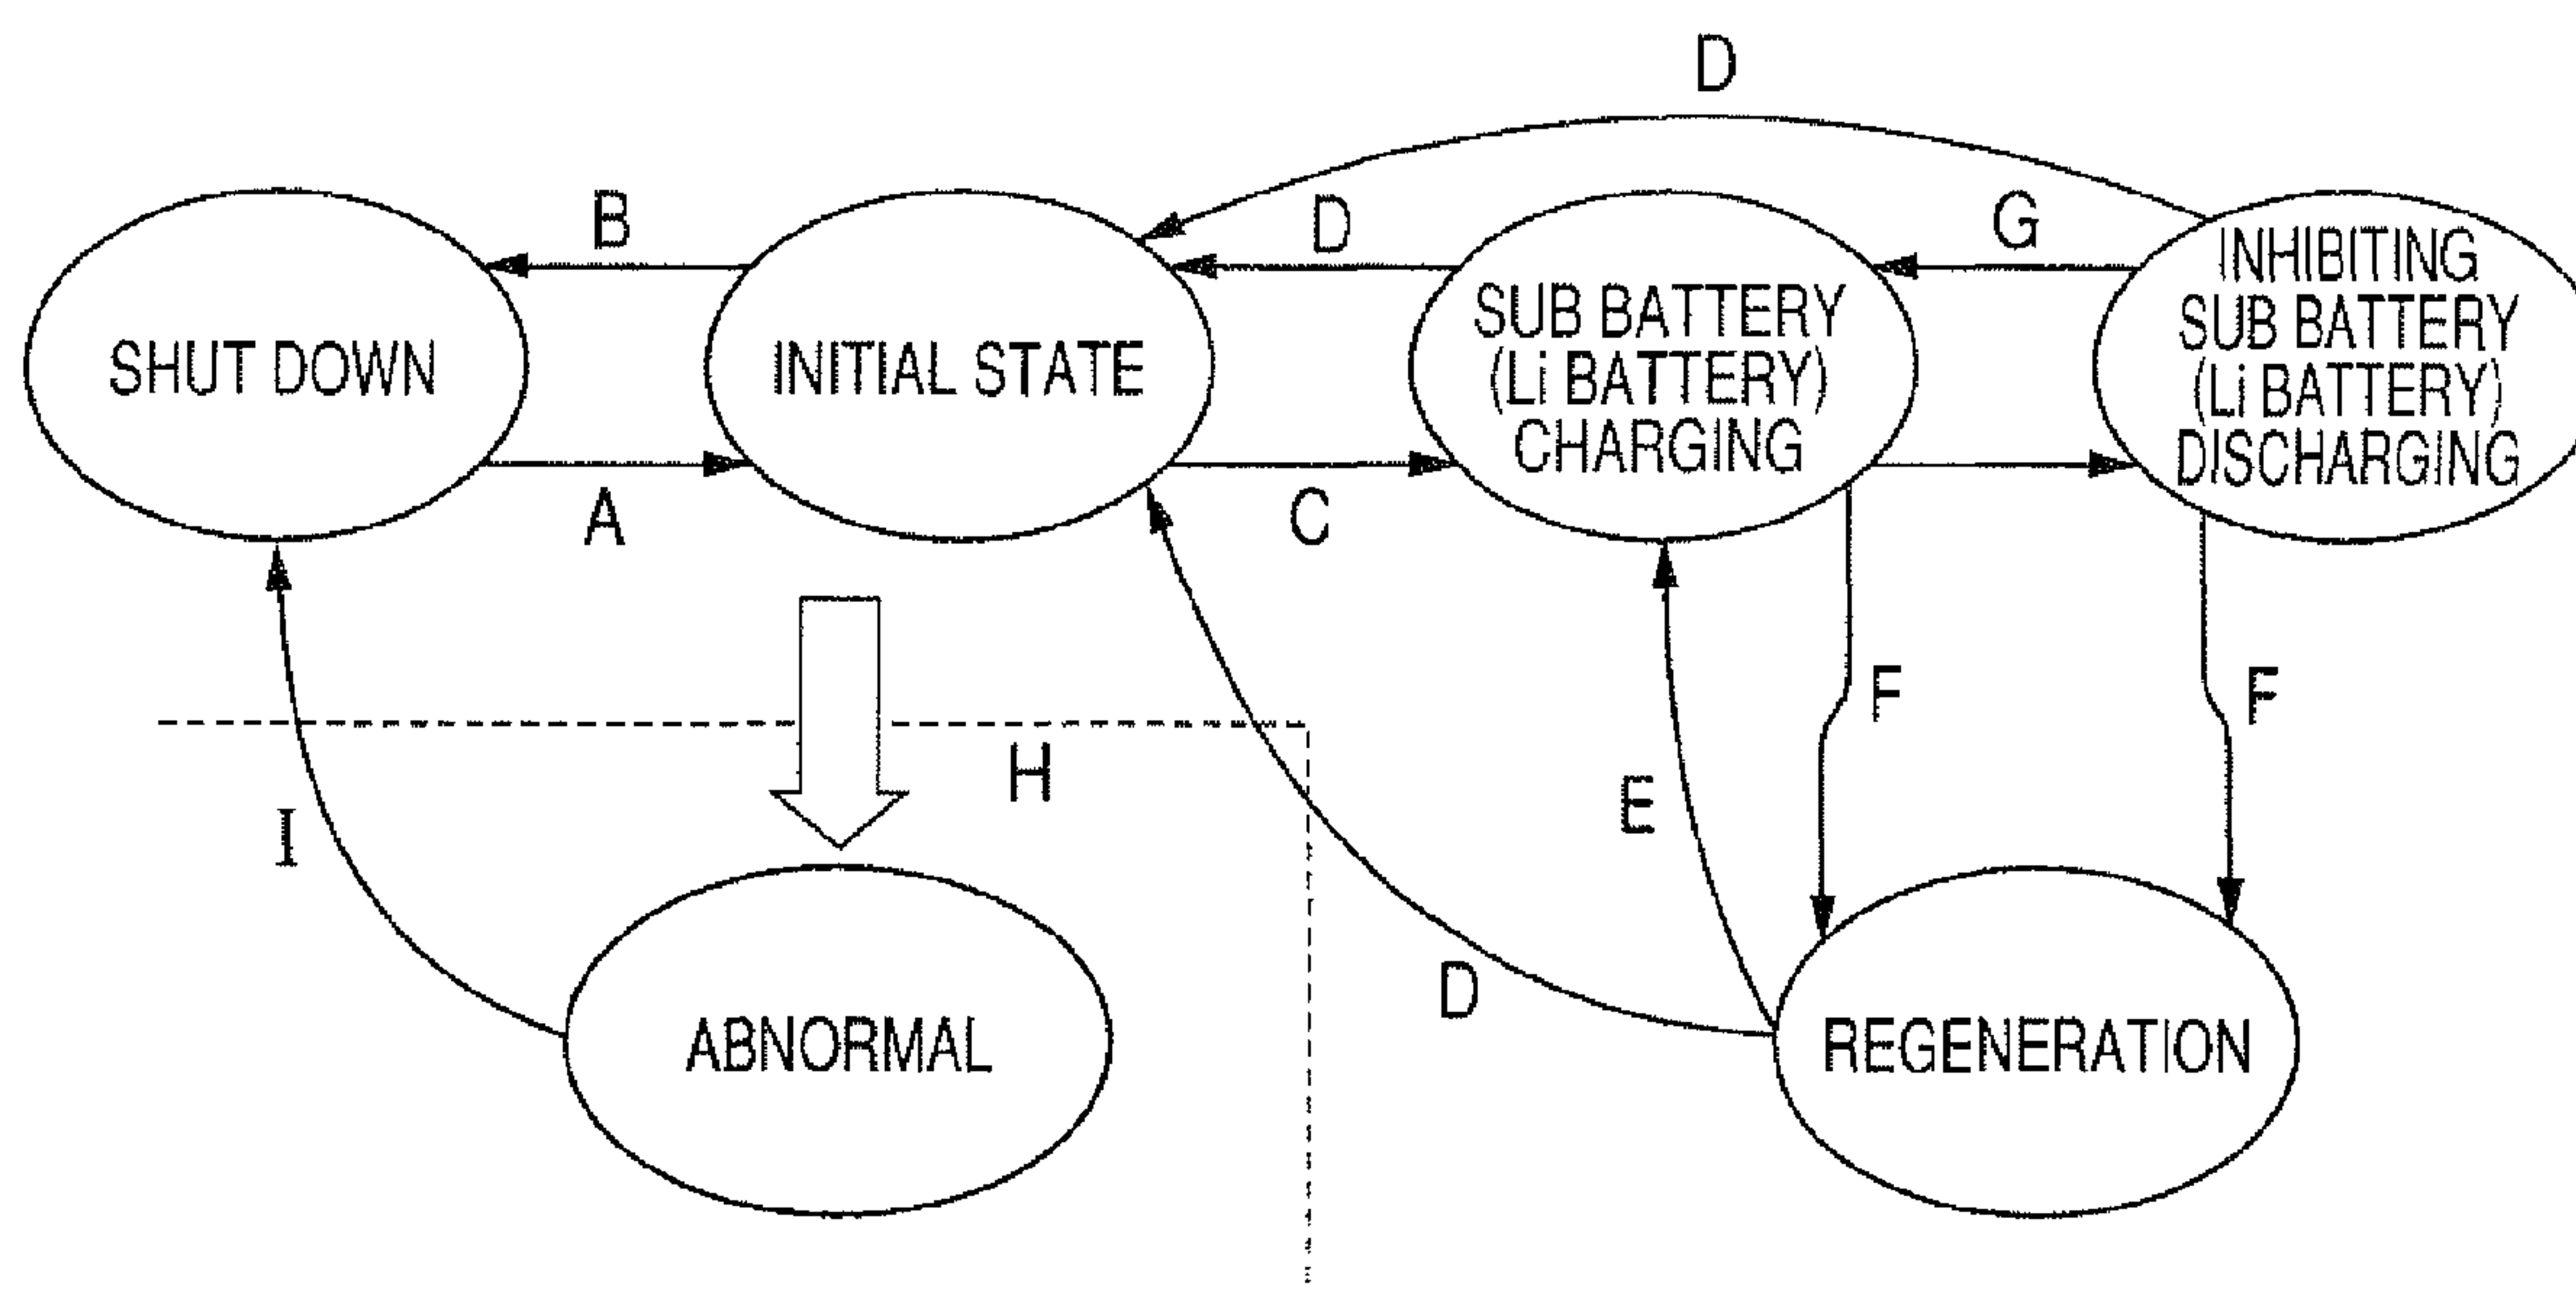 D
B
D
G
SHUT DOWN
INITIAL STATE
SUB BATTERY
(Li BATTERY)
CHARGING
INHIBITING
SUB BATTERY
(Li BATTERY)
DISCHARGING
A
C
F
F
H
E
I
D
ABNORMAL
REGENERATION